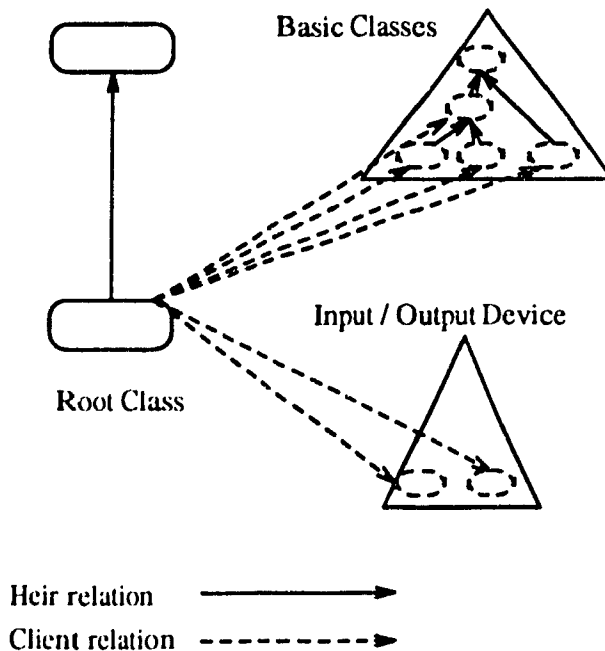 Basic Classes
Input / Output Device
Root Class
Heir relation
Client relation